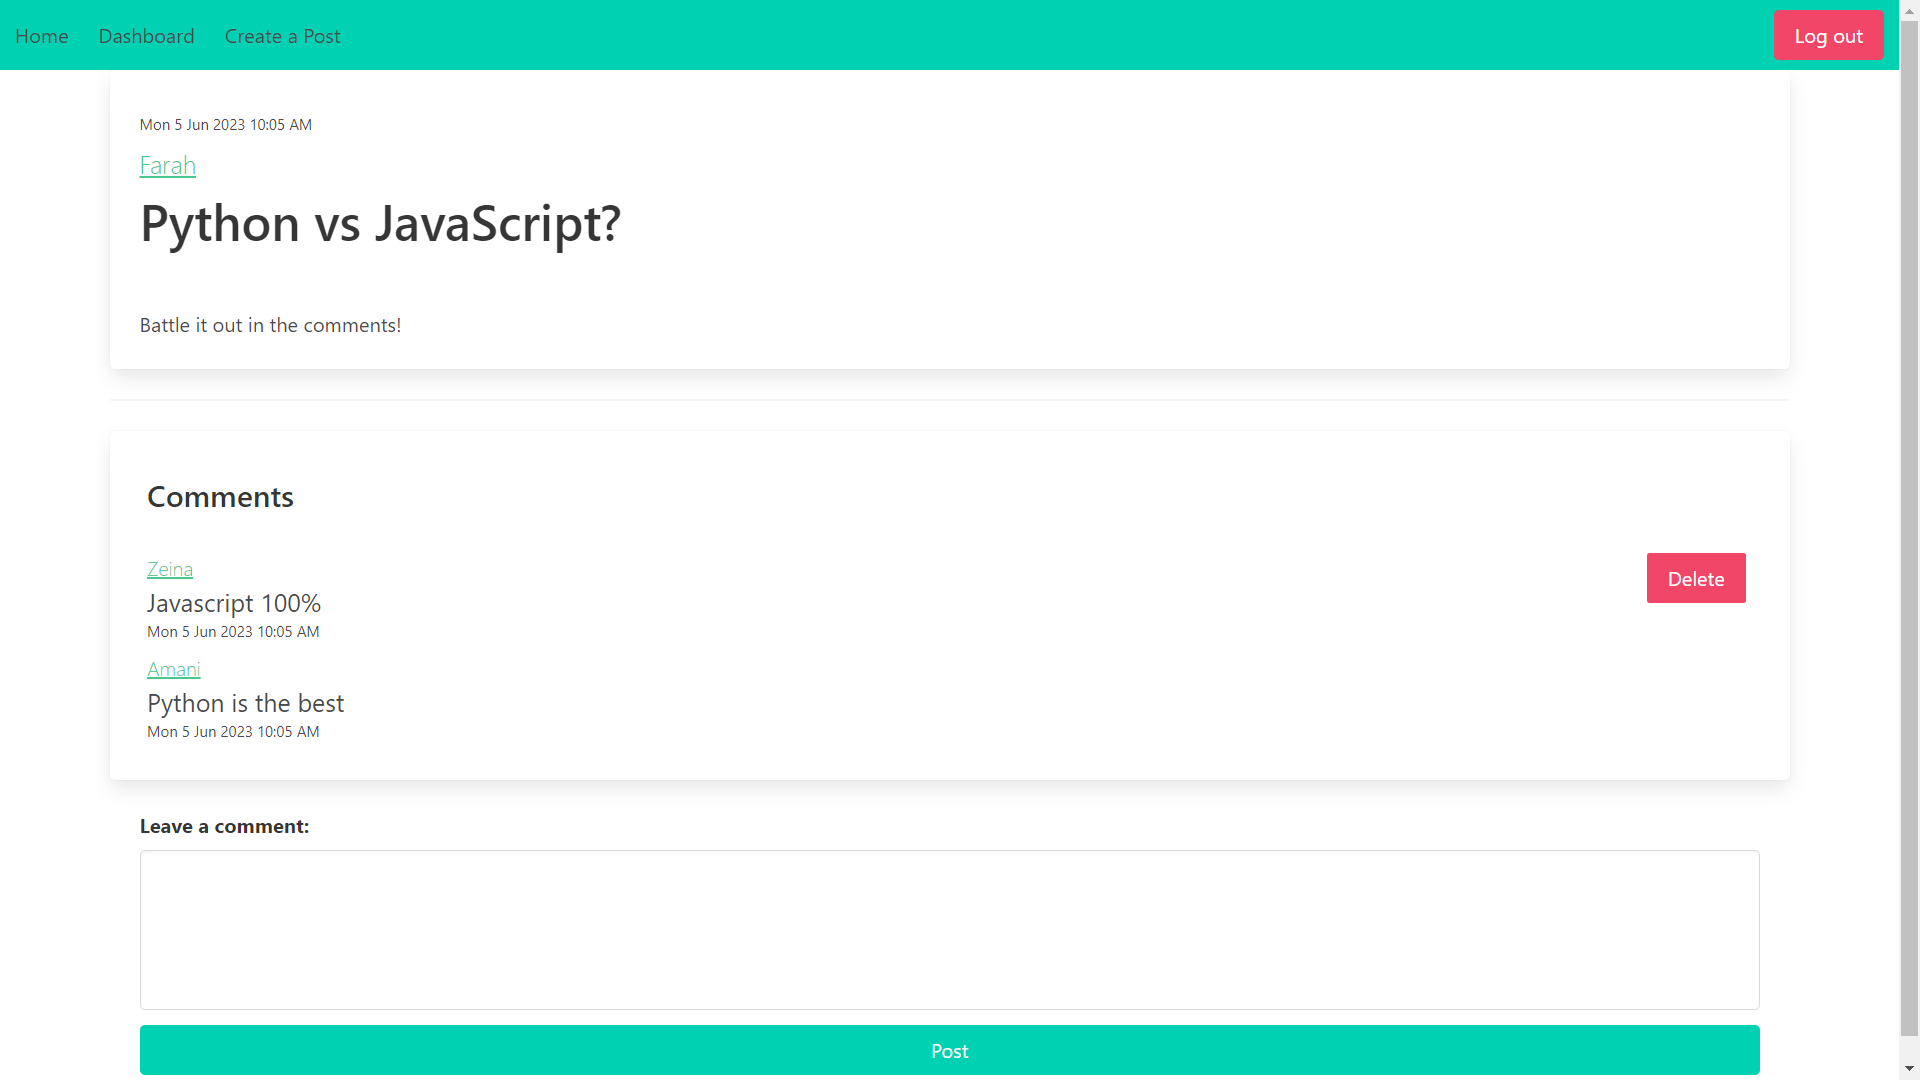 Home Dashboard Create a Post Log out
Mon 5 Jun 2023 10:05 AM
Farah
Python vs JavaScript?
Battle it out in the comments!
Comments
Zeina
Delete
Javascript 100%
Mon 5 Jun 2023 10:05 AM
Amani
Python is the best
Mon 5 Jun 2023 10:05 AM
Leave a comment:
Post